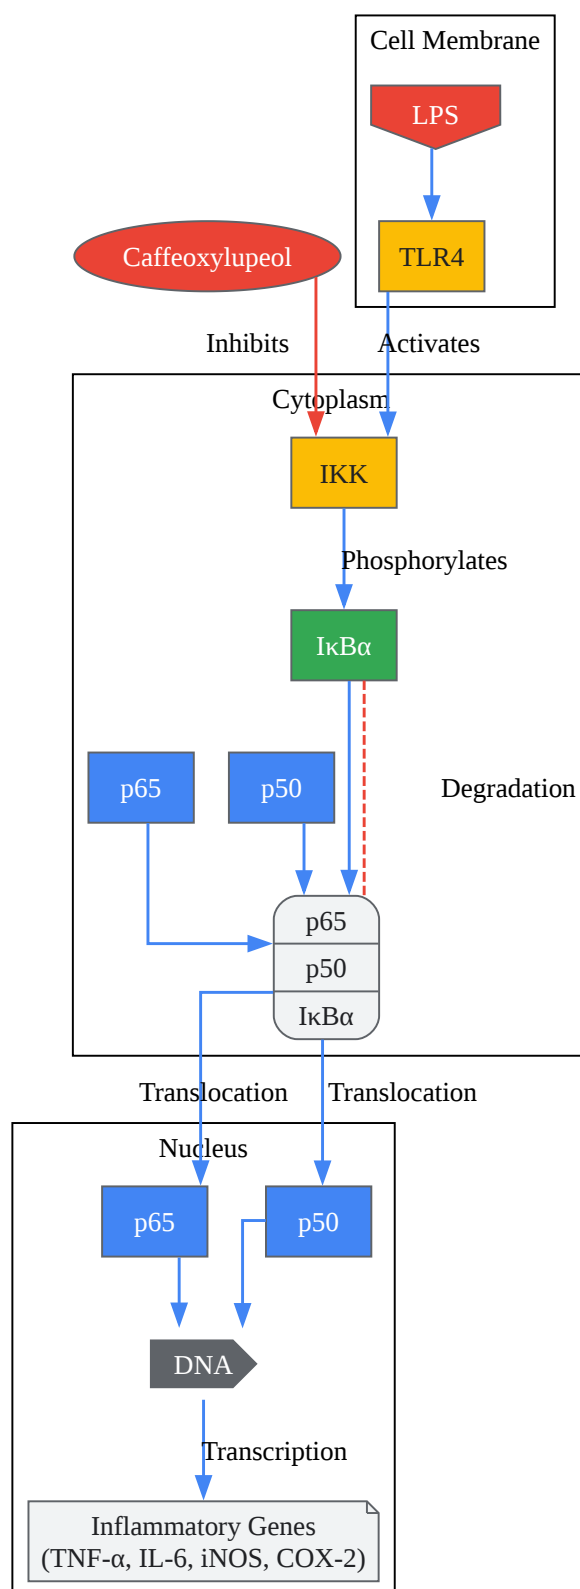 Cell Membrane
LPS
Caffeoxylupeol
TLR4
Inhibits
Activates
Cytoplasm
IKK
Phosphorylates
IκBα
p65
p50
Degradation
p65
p50
IκBα
Translocation
Translocation
Nucleus
p65
p50
DNA
Transcription
Inflammatory Genes
(TNF-α, IL-6, iNOS, COX-2)